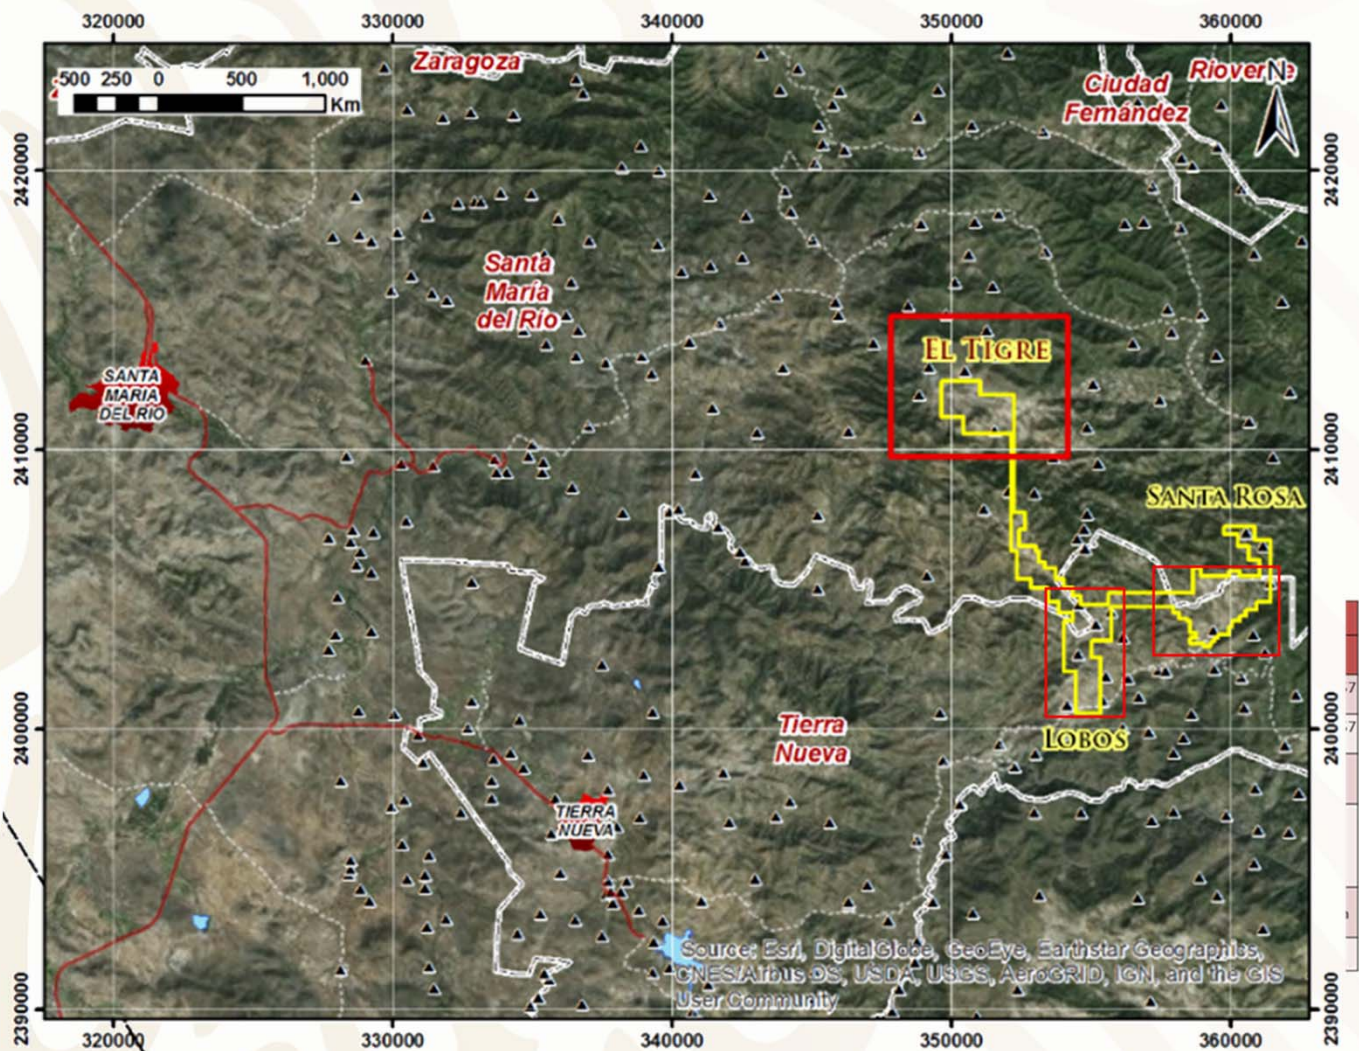 320000 330000 340000 350000 360000
500 250 0 500 1,000
Km
Zaragoza
Ciudad
Fernández
N
2420000 2420000
Santa
María
del Río
SANTA
MARIA
DEL RIO
EL TIGRE
2410000 2410000
SANTA ROSA
2400000 2400000
Tierra
Nueva
LOBOS
TIERRA
NUEVA
Source: Esri, DigitalGlobe, GeoEye, Earthstar Geographics,
CNES/Airbus DS, USDA, USGS, AeroGRID, IGN, and the GIS
User Community
2390000 2390000
320000 330000 340000 350000 360000